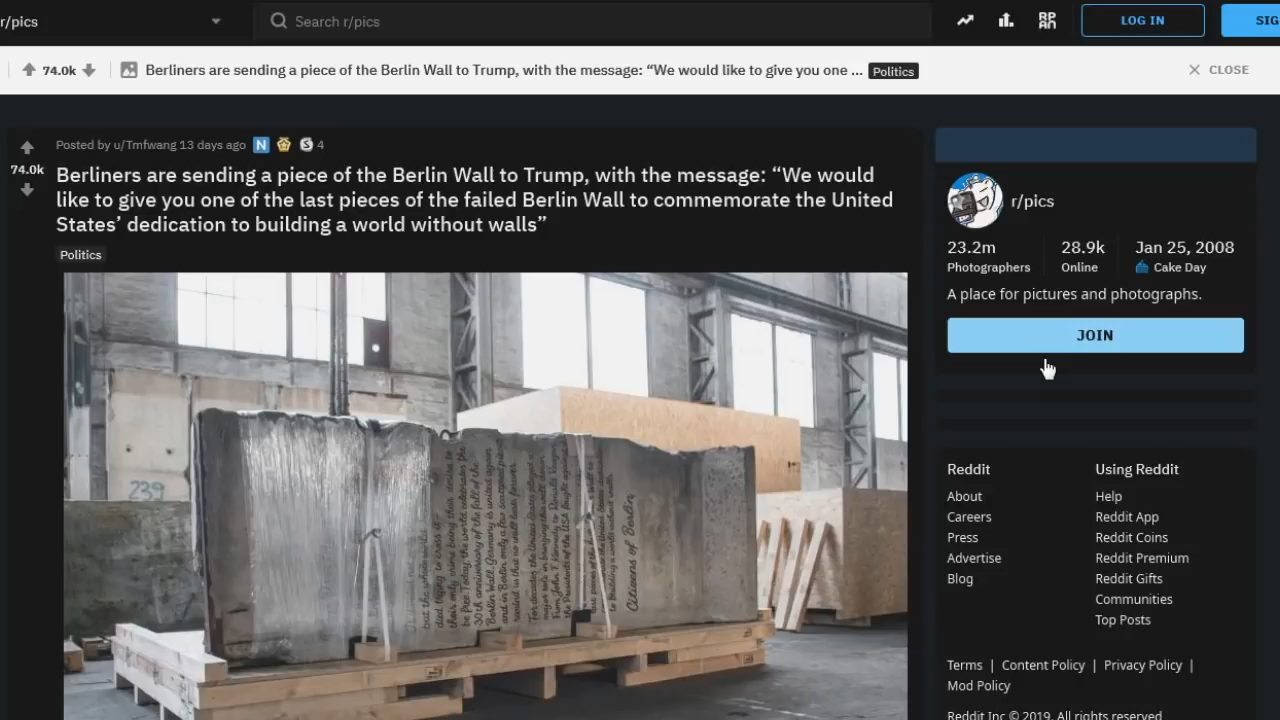 r/pics
Search r/pics
LOG IN
SIG
74.0k
Berliners are sending a piece of the Berlin Wall to Trump, with the message: “We would like to give you one ...
Politics
CLOSE
Posted by u/Tmfwang 13 days ago
N
S 4
74.0k
Berliners are sending a piece of the Berlin Wall to Trump, with the message: “We would
like to give you one of the last pieces of the failed Berlin Wall to commemorate the United
States’ dedication to building a world without walls”
Politics
239
Citizens of Berlin
r/pics
23.2m
Photographers
28.9k
Online
Jan 25, 2008
Cake Day
A place for pictures and photographs.
JOIN
Reddit
About
Careers
Press
Advertise
Blog
Using Reddit
Help
Reddit App
Reddit Coins
Reddit Premium
Reddit Gifts
Communities
Top Posts
Terms | Content Policy | Privacy Policy |
Mod Policy
Reddit Inc © 2019. All rights reserved